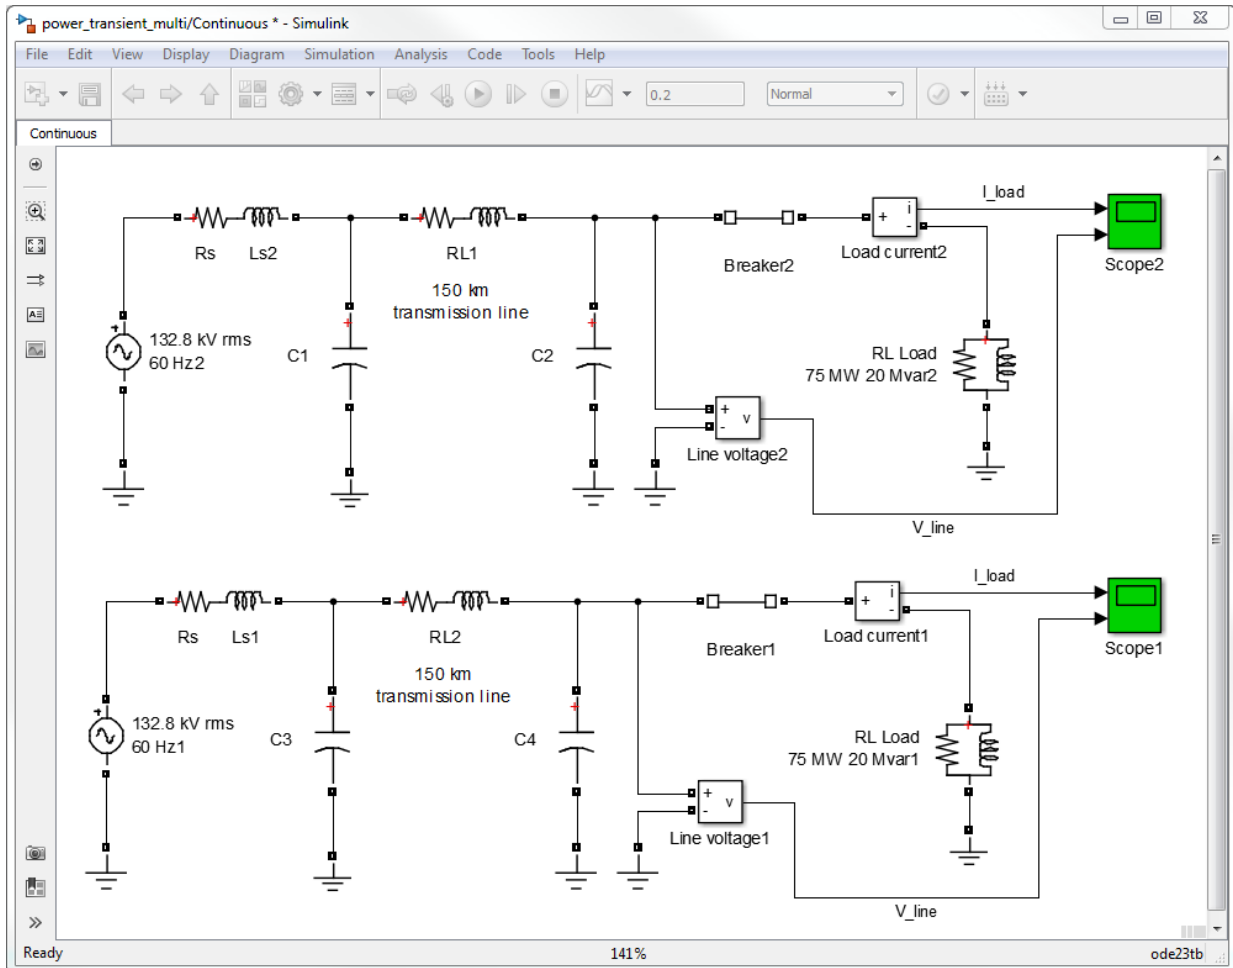 power_transient_multi/Continuous * - Simulink
File Edit View Display Diagram Simulation Analysis Code Tools Help
0.2 Normal
Continuous
I_load
i
+
-
Rs Ls2 RL1 Breaker2 Load current2 Scope2
150 km
transmission line
+
132.8 kV rms
60 Hz2
C1 C2
RL Load
75 MW 20 Mvar2
+
- v
Line voltage2
V_line
I_load
i
+
-
Rs Ls1 RL2 Breaker1 Load current1 Scope1
150 km
transmission line
+
132.8 kV rms
60 Hz1
C3 C4
RL Load
75 MW 20 Mvar1
+
- v
Line voltage1
V_line
Ready 141% ode23tb